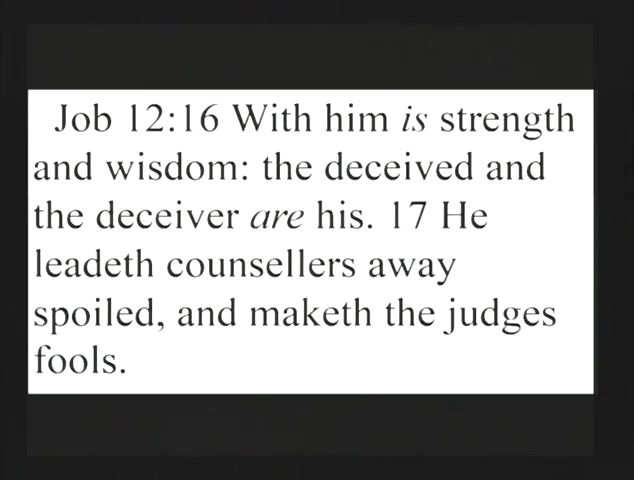 Job 12:16 With him is strength
and wisdom: the deceived and
the deceiver are his. 17 He
leadeth counsellers away
spoiled, and maketh the judges
fools.